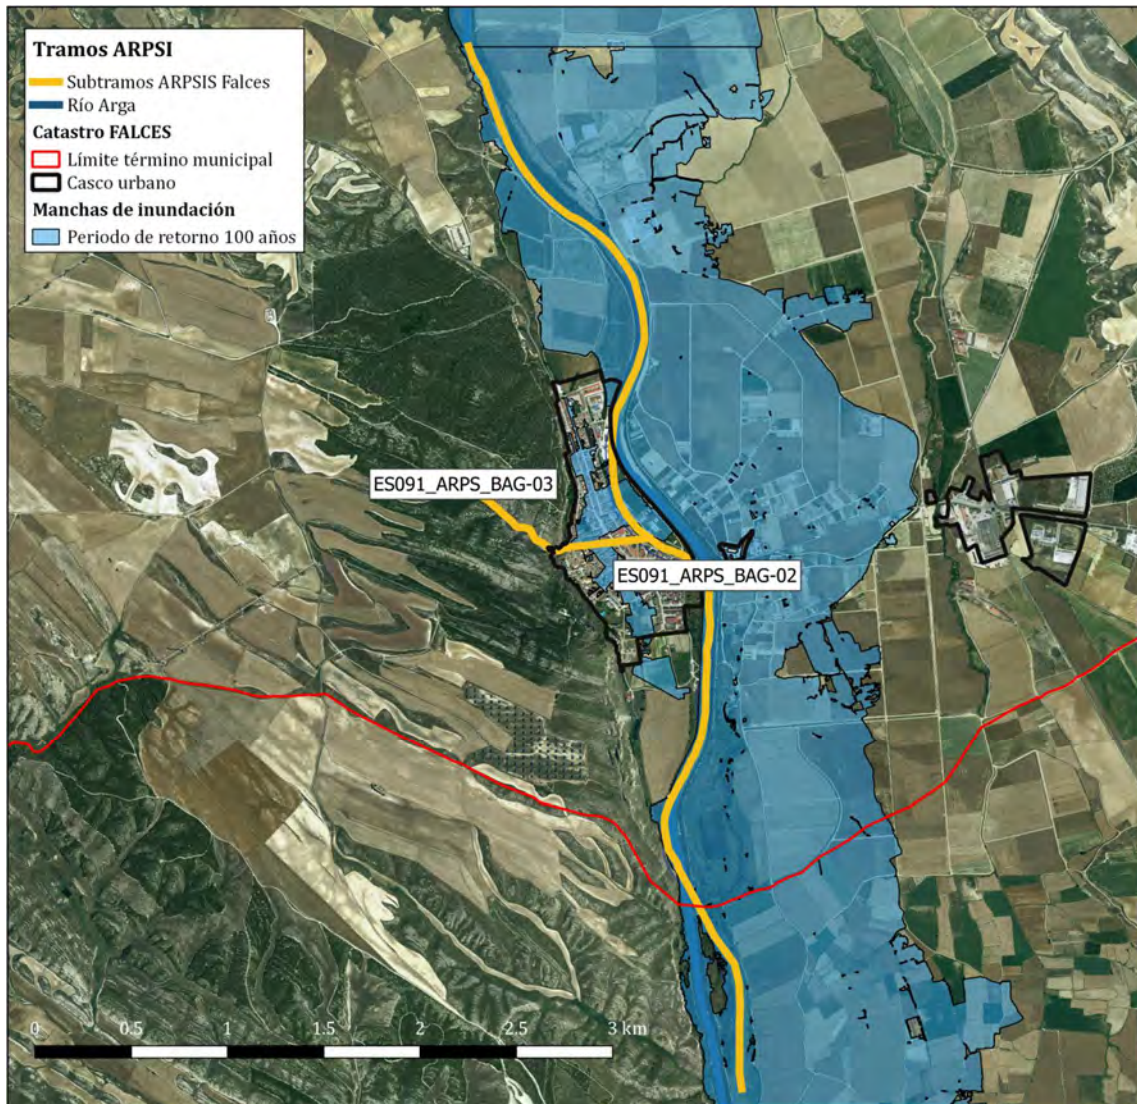 Tramos ARPSI
Subtramos ARPSIS Falces
Río Arga
Catastro FALCES
Límite término municipal
Casco urbano
Manchas de inundación
Periodo de retorno 100 años
ES091_ARPS_BAG-03
ES091_ARPS_BAG-02
0 0.5 1 1.5 2 2.5 3 km